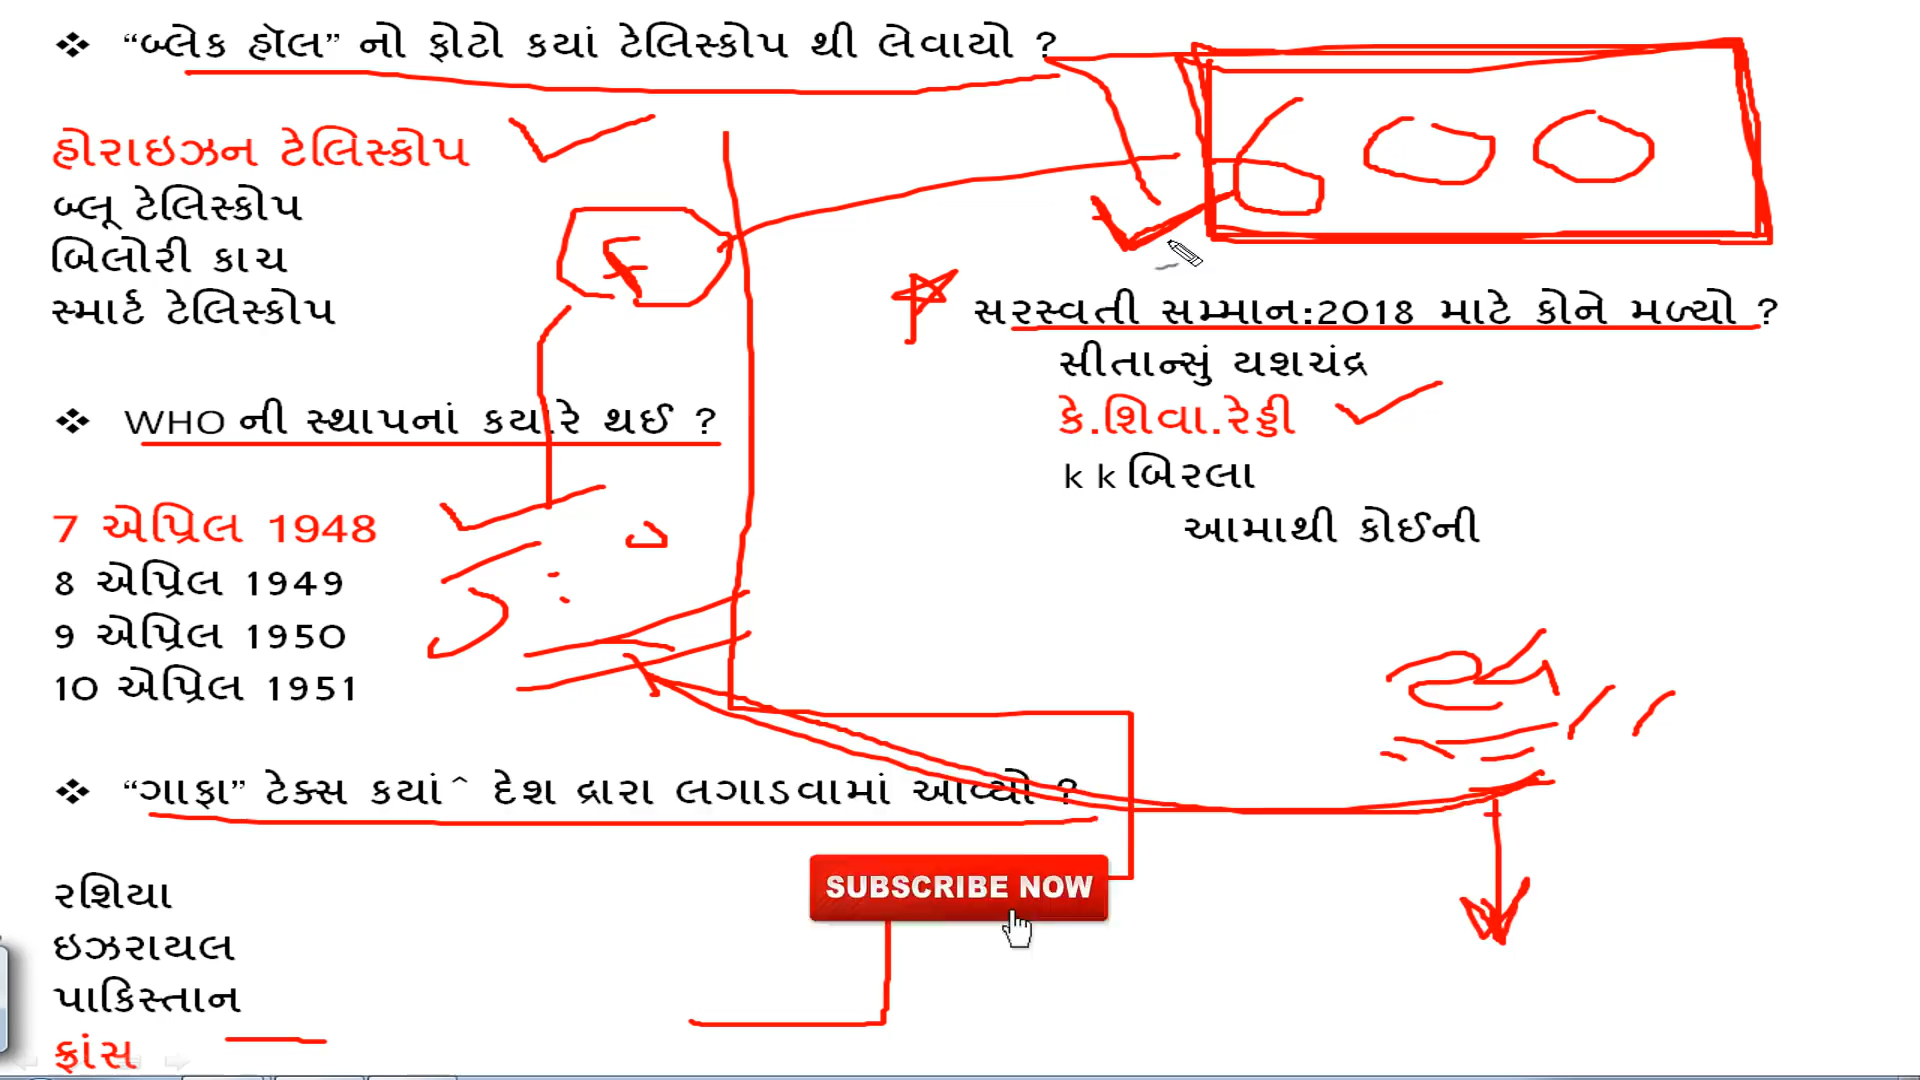 “બ્લેક હૉલ” નો ફોટો કયાં ટેલિસ્કોપ થી લેવાયો ?
હોરાઇઝન ટેલિસ્કોપ
બ્લૂ ટેલિસ્કોપ
બિલોરી કાચ
સ્માર્ટ ટેલિસ્કોપ
WHO ની સ્થાપનાં કયારે થઈ ?
7 એપ્રિલ 1948
8 એપ્રિલ 1949
9 એપ્રિલ 1950
10 એપ્રિલ 1951
“ગાફા” ટેક્સ કયાંˆ દેશ દ્રારા લગાડવામાં આવ્યો ?
રશિયા
ઇઝરાયલ
પાકિસ્તાન
ફ્રાંસ
સરસ્વતી સમ્માન:2018 માટે કોને મળ્યો ?
સીતાન્સું યશચંદ્ર
કે.શિવા.રેડ્ડી
k k બિરલા
આમાથી કોઈની
SUBSCRIBE NOW